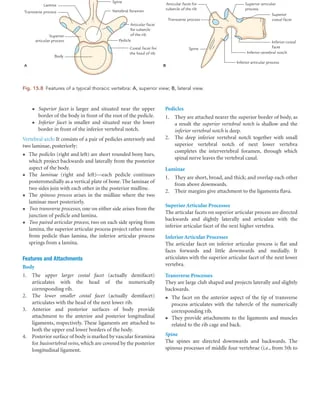 Lamina
Spine
Transverse process
Vertebral foramen
Superior
articular process
Articular facet
for tubercle
of the rib
Pedicle
Costal facet for
the head of rib
Body
A
Articular facet for
tubercle of the rib
Superior articular
process
Superior
costal facet
Transverse process
Spine
Inferior costal
facet
Inferior vertebral notch
Inferior articular process
B
Fig. 13.8 Features of a typical thoracic vertebra: A, superior view; B, lateral view.
• Superior facet is larger and situated near the upper
border of the body in front of the root of the pedicle.
• Inferior facet is smaller and situated near the lower
border in front of the inferior vertebral notch.
Vertebral arch: It consists of a pair of pedicles anteriorly and
two laminae, posteriorly:
• The pedicles (right and left) are short rounded bony bars,
which project backwards and laterally from the posterior
aspect of the body.
• The laminae (right and left)—each pedicle continues
posteromedially as a vertical plate of bone. The laminae of
two sides join with each other in the posterior midline.
• The spinous process arises in the midline where the two
laminae meet posteriorly.
• Two transverse processes, one on either side arises from the
junction of pedicle and lamina.
• Two paired articular process, two on each side spring from
lamina, the superior articular process project rather more
from pedicle than lamina, the inferior articular process
springs from a lamina.
Features and Attachments
Body
1. The upper larger costal facet (actually demifacet)
articulates with the head of the numerically
corresponding rib.
2. The lower smaller costal facet (actually demifacet)
articulates with the head of the next lower rib.
3. Anterior and posterior surfaces of body provide
attachment to the anterior and posterior longitudinal
ligaments, respectively. These ligaments are attached to
both the upper end lower borders of the body.
4. Posterior surface of body is marked by vascular foramina
for basivertebral veins, which are covered by the posterior
longitudinal ligament.
Pedicles
1. They are attached nearer the superior border of body, as
a result the superior vertebral notch is shallow and the
inferior vertebral notch is deep.
2. The deep inferior vertebral notch together with small
superior vertebral notch of next lower vertebra
completes the intervertebral foramen, through which
spinal nerve leaves the vertebral canal.
Laminae
1. They are short, broad, and thick; and overlap each other
from above downwards.
2. Their margins give attachment to the ligamenta flava.
Superior Articular Processes
The articular facets on superior articular process are directed
backwards and slightly laterally and articulate with the
inferior articular facet of the next higher vertebra.
Inferior Articular Processes
The articular facet on inferior articular process is flat and
faces forwards and little downwards and medially. It
articulates with the superior articular facet of the next lower
vertebra.
Transverse Processes
They are large club shaped and projects laterally and slightly
backwards.
• The facet on the anterior aspect of the tip of transverse
process articulates with the tubercle of the numerically
corresponding rib.
• They provide attachments to the ligaments and muscles
related to the rib cage and back.
Spine
The spines are directed downwards and backwards. The
spinous processes of middle four vertebrae (i.e., from 5th to